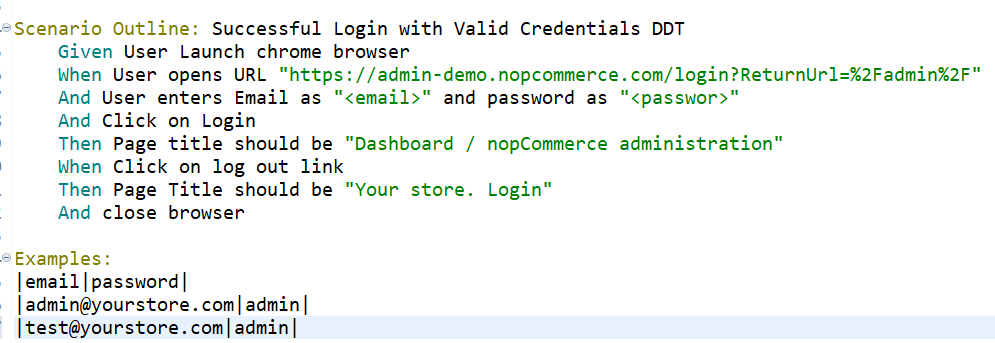 Scenario Outline: Successful Login with Valid Credentials DDT
Given User Launch chrome browser
When User opens URL "https://admin-demo.nopcommerce.com/login?ReturnUrl=%2Fadmin%2F"
And User enters Email as "<email>" and password as "<passwor>"
And Click on Login
Then Page title should be "Dashboard / nopCommerce administration"
When Click on log out link
Then Page Title should be "Your store. Login"
And close browser
Examples:
|email|password|
|admin@yourstore.com|admin|
|test@yourstore.com|admin|